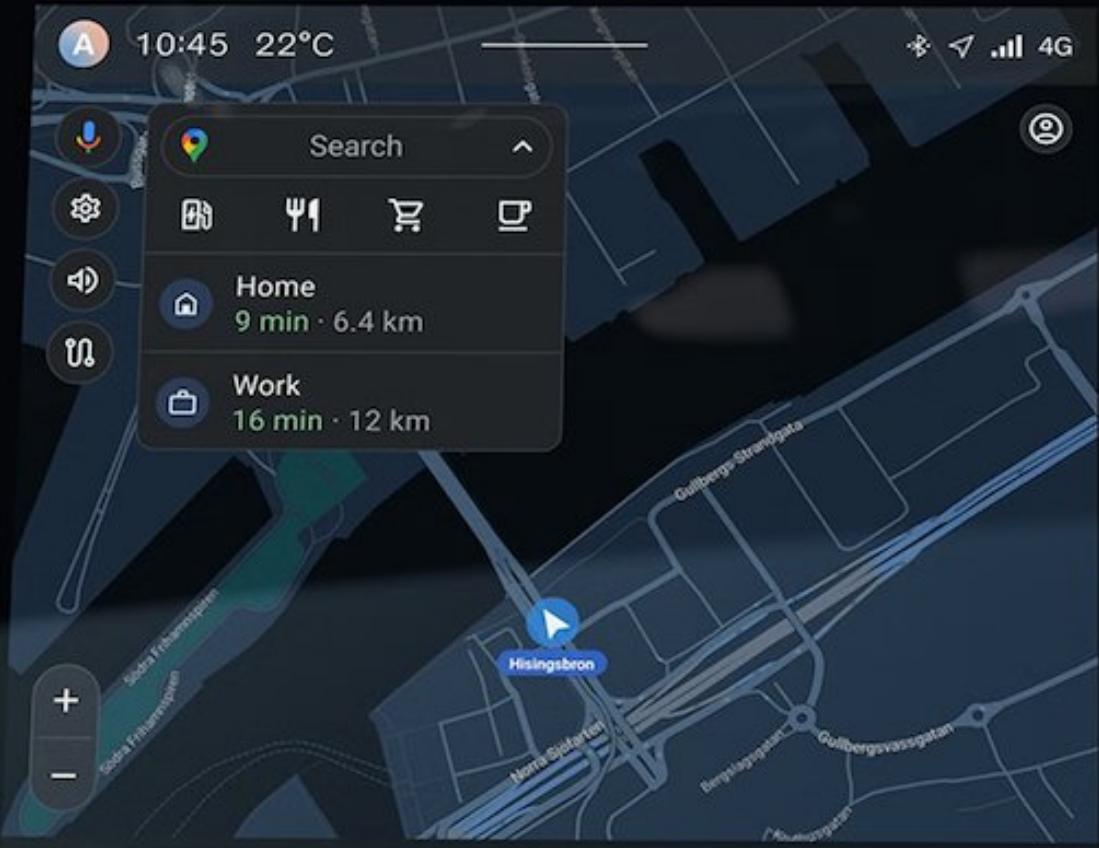 A 10:45 22°C 4G
Search
Home
9 min · 6.4 km
Work
16 min · 12 km
Gullbergs Strandgata
Hisingsbron
Södra Frihamnspiren
Södra Frihamnspiren
Norra Sjöfarten
Gullbergsvassgatan
Bergslagsgatan